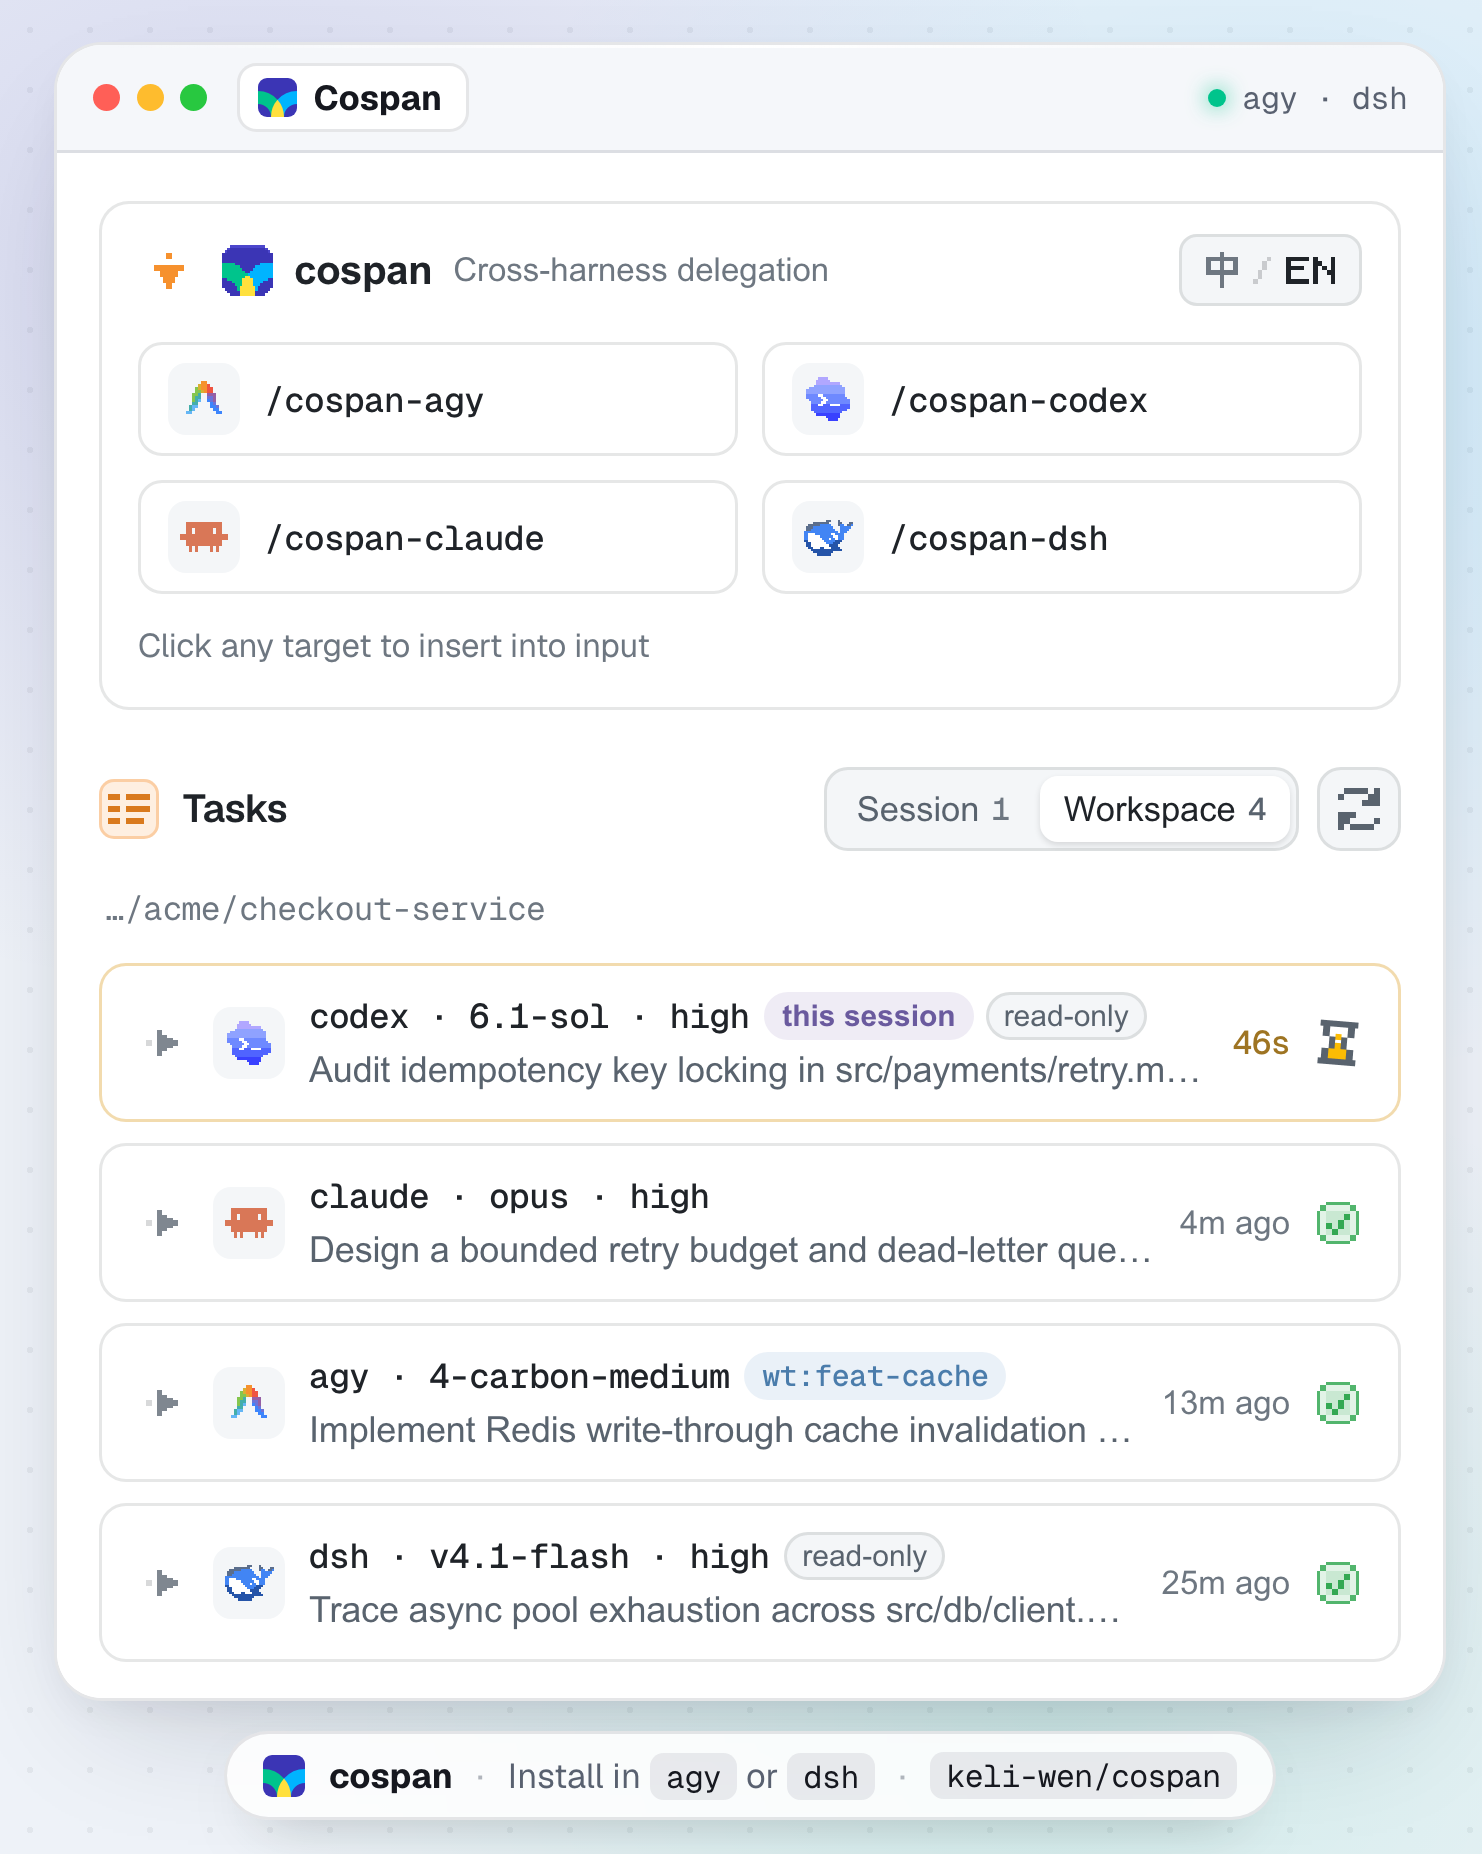 Cospan
agy · dsh
cospan Cross-harness delegation
中 / EN
/cospan-agy
/cospan-codex
/cospan-claude
/cospan-dsh
Click any target to insert into input
Tasks
Session 1
Workspace 4
…/acme/checkout-service
codex · 6.1-sol · high this session read-only
Audit idempotency key locking in src/payments/retry.m…
46s
claude · opus · high
Design a bounded retry budget and dead-letter que…
4m ago
agy · 4-carbon-medium wt:feat-cache
Implement Redis write-through cache invalidation …
13m ago
dsh · v4.1-flash · high read-only
Trace async pool exhaustion across src/db/client.…
25m ago
cospan · Install in agy or dsh · keli-wen/cospan